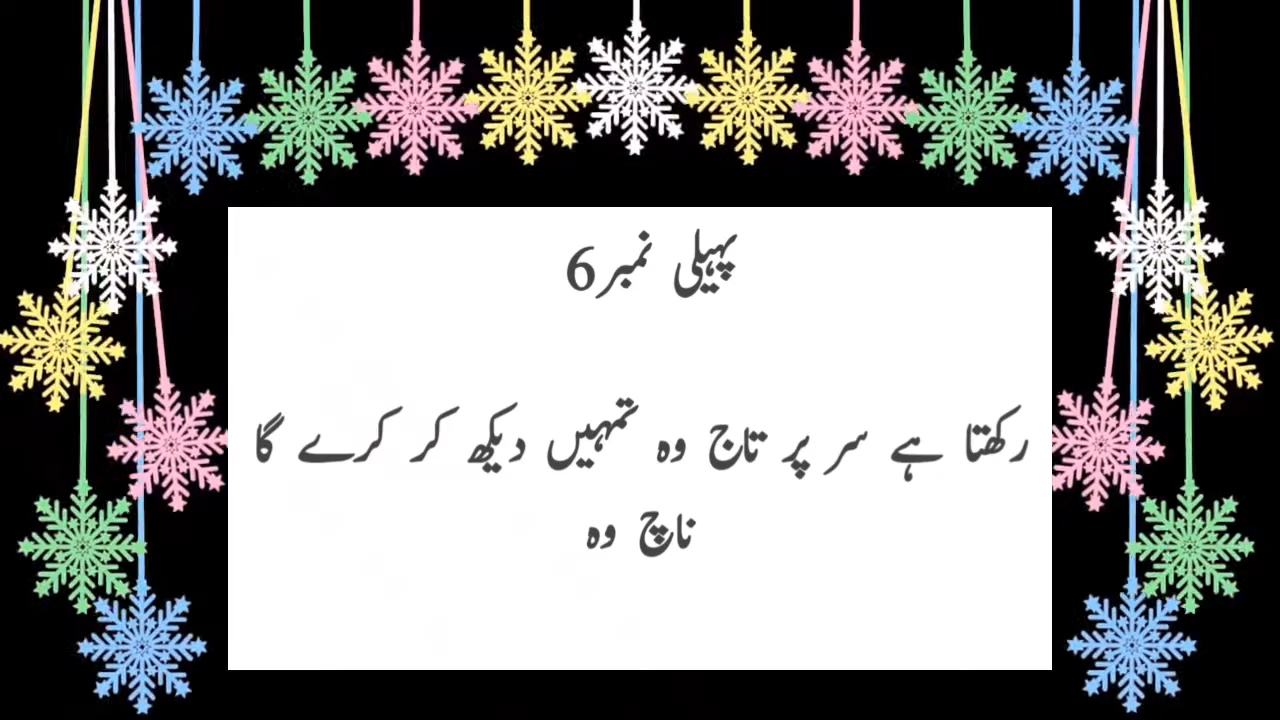 پہیلی نمبر 6
رکھتا ہے سر پر تاج وہ تمہیں دیکھ کر کرے گا
ناچ وہ